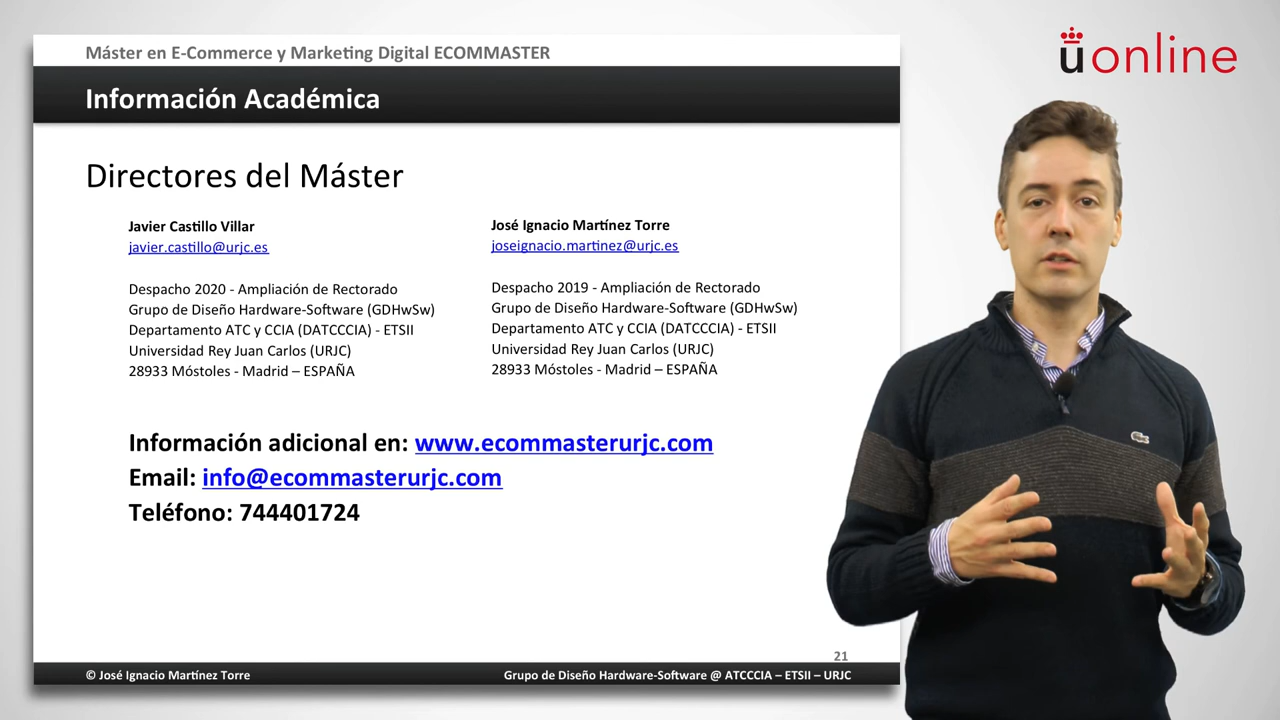 Máster en E-Commerce y Marketing Digital ECOMMASTER
Información Académica
uonline
Directores del Máster
Javier Castillo Villar
javier.castillo@urjc.es
Despacho 2020 - Ampliación de Rectorado
Grupo de Diseño Hardware-Software (GDHwSw)
Departamento ATC y CCIA (DATCCCIA) - ETSII
Universidad Rey Juan Carlos (URJC)
28933 Móstoles - Madrid – ESPAÑA
José Ignacio Martínez Torre
joseignacio.martinez@urjc.es
Despacho 2019 - Ampliación de Rectorado
Grupo de Diseño Hardware-Software (GDHwSw)
Departamento ATC y CCIA (DATCCCIA) - ETSII
Universidad Rey Juan Carlos (URJC)
28933 Móstoles - Madrid – ESPAÑA
Información adicional en: www.ecommasterurjc.com
Email: info@ecommasterurjc.com
Teléfono: 744401724
21
© José Ignacio Martínez Torre
Grupo de Diseño Hardware-Software @ ATCCCIA – ETSII – URJC